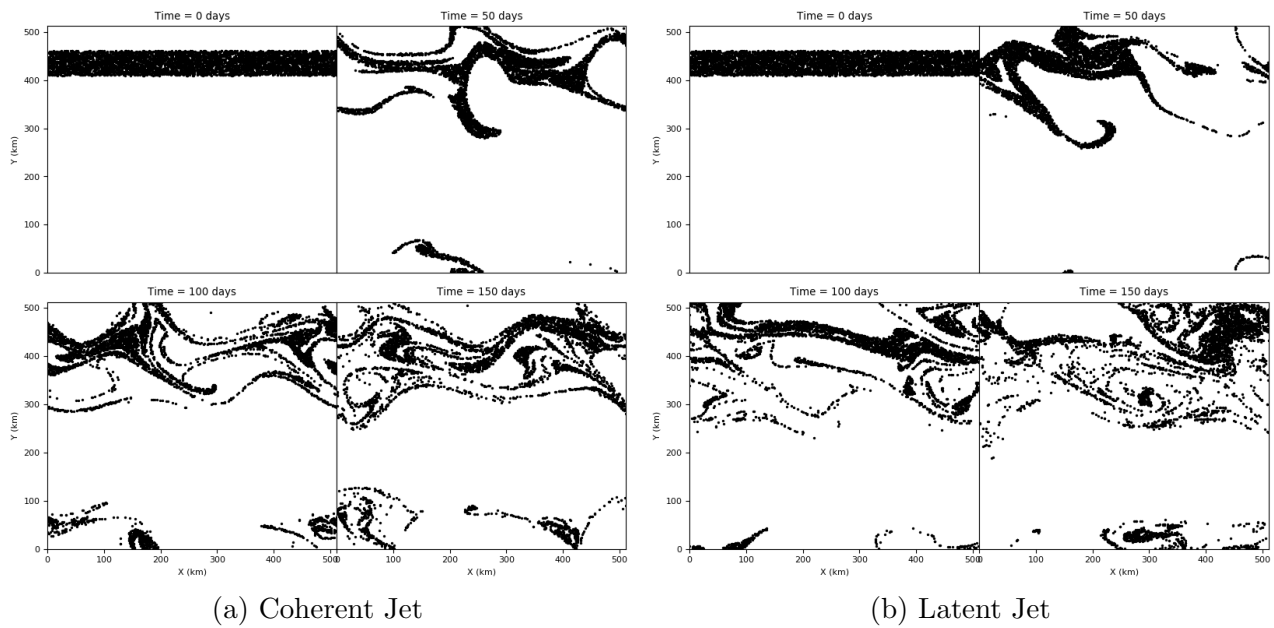 Time = 0 days
Time = 50 days
500
400
300
200
100
0
Y (km)
Time = 100 days
Time = 150 days
500
400
300
200
100
0
Y (km)
0
100
200
300
400
500
0
100
200
300
400
500
X (km)
X (km)
(a) Coherent Jet
Time = 0 days
Time = 50 days
500
400
300
200
100
0
Y (km)
Time = 100 days
Time = 150 days
500
400
300
200
100
0
Y (km)
0
100
200
300
400
500
0
100
200
300
400
500
X (km)
X (km)
(b) Latent Jet